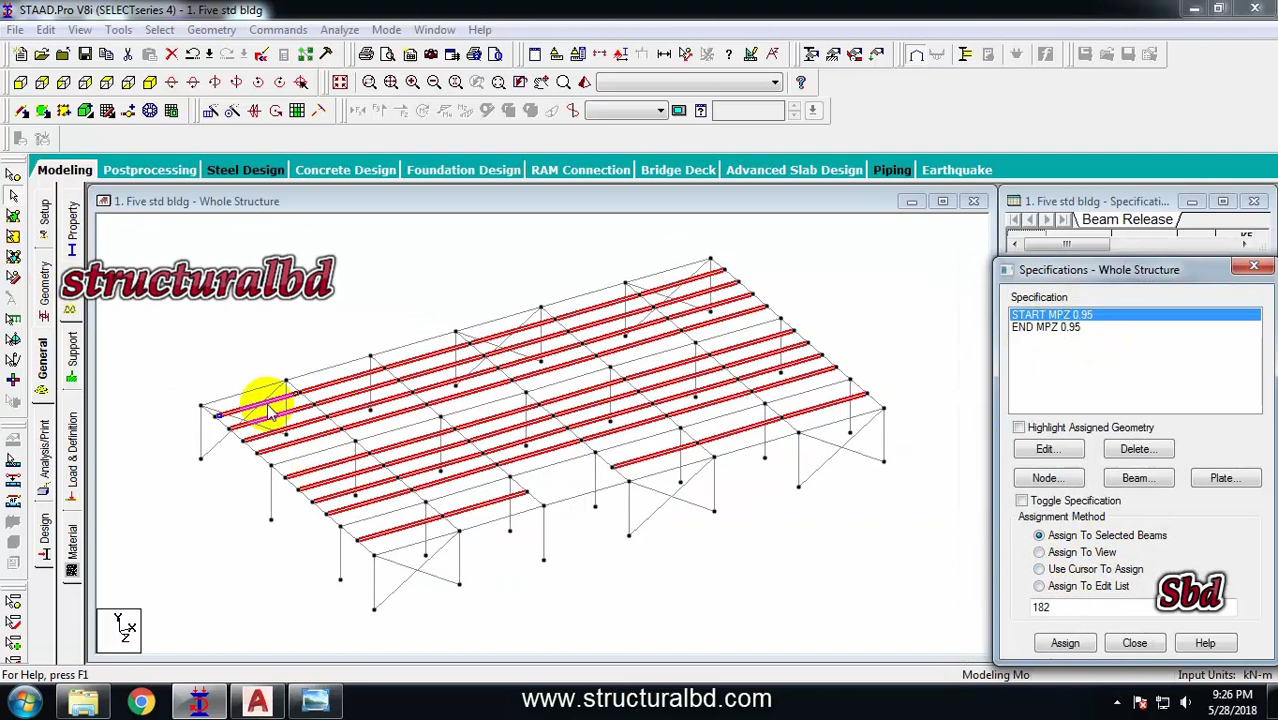 STAAD.Pro V8i (SELECTseries 4) - 1. Five std bldg
File Edit View Tools Select Geometry Commands Analyze Mode Window Help
Modeling Postprocessing Steel Design Concrete Design Foundation Design RAM Connection Bridge Deck Advanced Slab Design Piping Earthquake
1. Five std bldg - Whole Structure
1. Five std bldg - Specificati...
Beam Release
Setup
Property
Geometry
General
Support
Analysis/Print
Load & Definition
Design
Material
structuralbd
Specifications - Whole Structure
Specification
START MPZ 0.95
END MPZ 0.95
Highlight Assigned Geometry
Edit... Delete...
Node... Beam... Plate...
Toggle Specification
Assignment Method
Assign To Selected Beams
Assign To View
Use Cursor To Assign
Assign To Edit List
Sbd
182
Assign Close Help
Y
X
Z
For Help, press F1
Modeling Mo
Input Units: kN-m
www.structuralbd.com
9:26 PM
5/28/2018